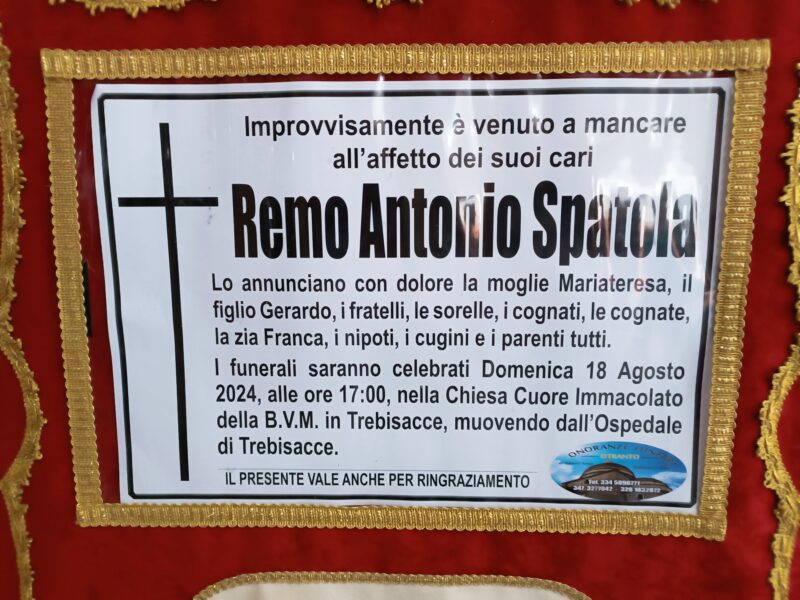 Improvvisamente è venuto a mancare
all'affetto dei suoi cari
Remo Antonio Spatola
Lo annunciano con dolore la moglie Mariateresa, il
figlio Gerardo, i fratelli, le sorelle, i cognati, le cognate,
la zia Franca, i nipoti, i cugini e i parenti tutti.
I funerali saranno celebrati Domenica 18 Agosto
2024, alle ore 17:00, nella Chiesa Cuore Immacolato
della B.V.M. in Trebisacce, muovendo dall'Ospedale
di Trebisacce.
IL PRESENTE VALE ANCHE PER RINGRAZIAMENTO
ONORANZE FUNEBRI
OTRANTO